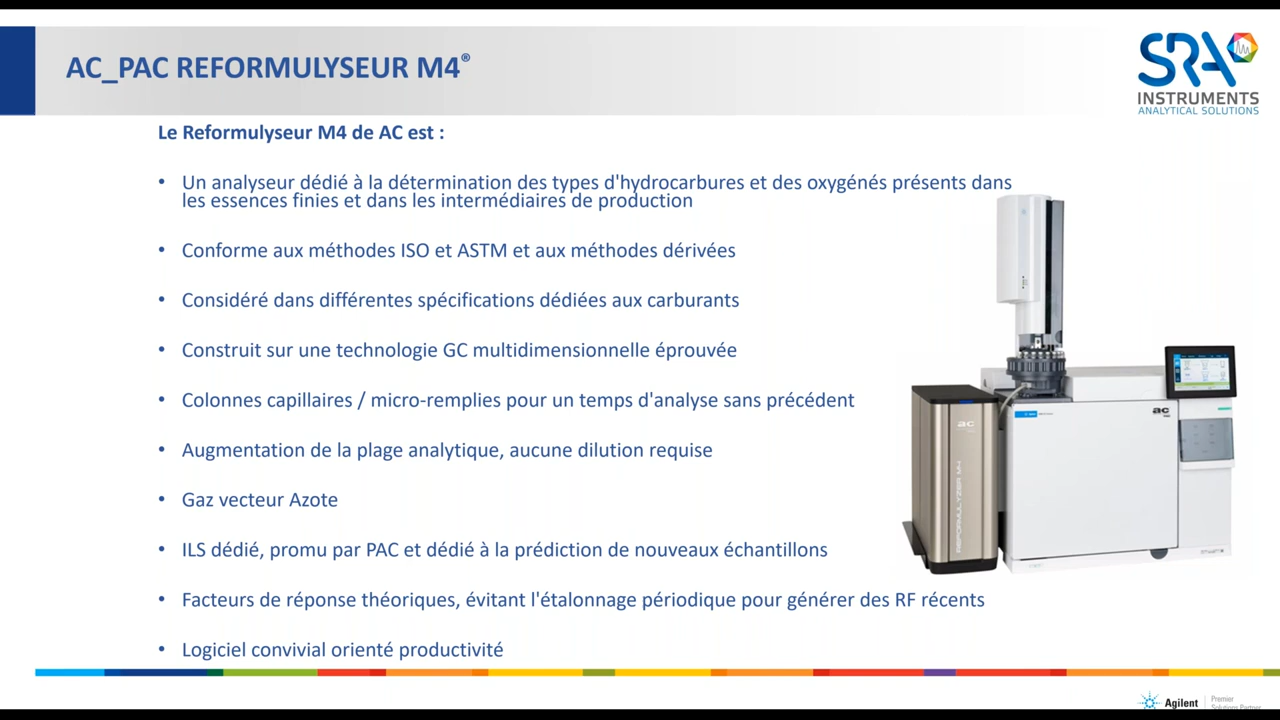 AC_PAC REFORMULYSEUR M4®
SRA
INSTRUMENTS
ANALYTICAL SOLUTIONS
Le Reformulyseur M4 de AC est :
• Un analyseur dédié à la détermination des types d'hydrocarbures et des oxygénés présents dans
les essences finies et dans les intermédiaires de production
• Conforme aux méthodes ISO et ASTM et aux méthodes dérivées
• Considéré dans différentes spécifications dédiées aux carburants
• Construit sur une technologie GC multidimensionnelle éprouvée
• Colonnes capillaires / micro-remplies pour un temps d'analyse sans précédent
• Augmentation de la plage analytique, aucune dilution requise
• Gaz vecteur Azote
• ILS dédié, promu par PAC et dédié à la prédiction de nouveaux échantillons
• Facteurs de réponse théoriques, évitant l'étalonnage périodique pour générer des RF récents
• Logiciel convivial orienté productivité
ac
REFORMULYZER M4
ac
Agilent
Premier
Solutions Partner